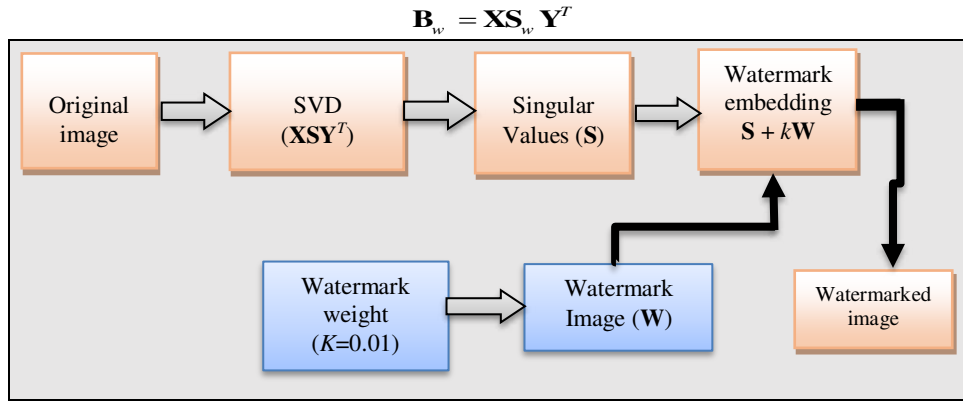 B_w = XS_w Y^T
Original
image
SVD
(XSY^T)
Singular
Values (S)
Watermark
embedding
S + kW
Watermark
weight
(K=0.01)
Watermark
Image (W)
Watermarked
image